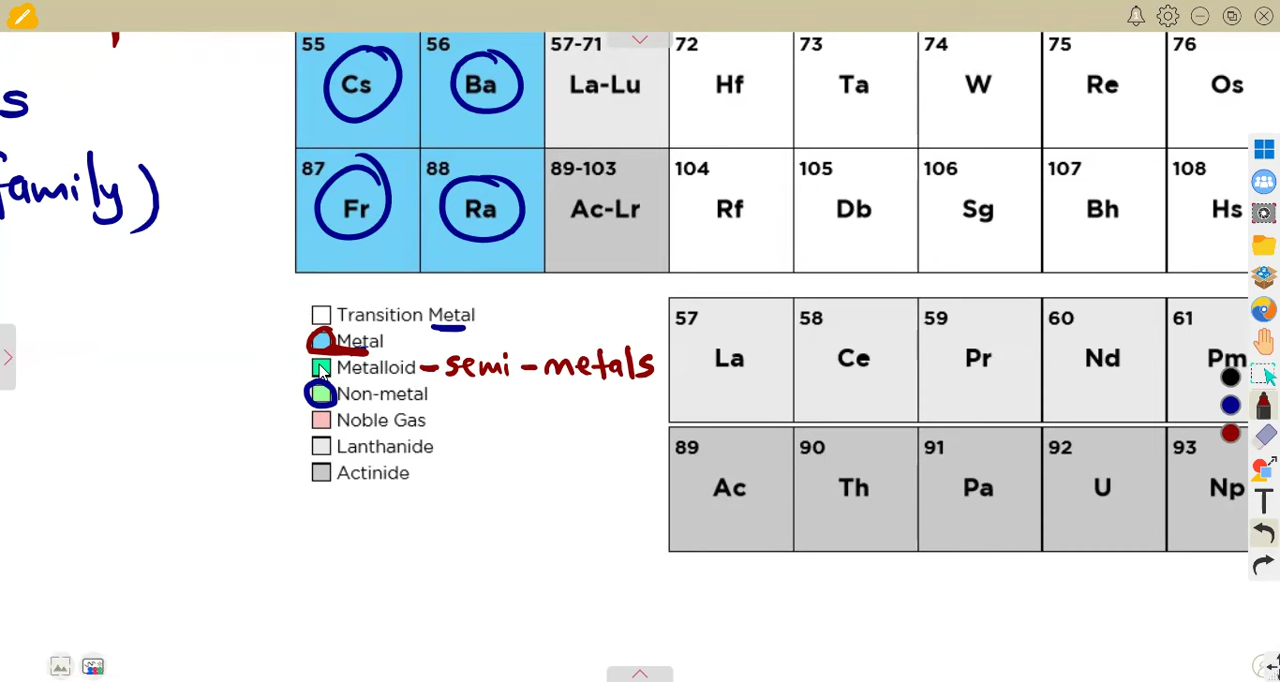 s
family)
55 56 57-71 72 73 74 75 76
Cs Ba La-Lu Hf Ta W Re Os
87 88 89-103 104 105 106 107 108
Fr Ra Ac-Lr Rf Db Sg Bh Hs
Transition Metal
Metal
Metalloid - semi-metals
Non-metal
Noble Gas
Lanthanide
Actinide
57 58 59 60 61
La Ce Pr Nd Pm
89 90 91 92 93
Ac Th Pa U Np
T